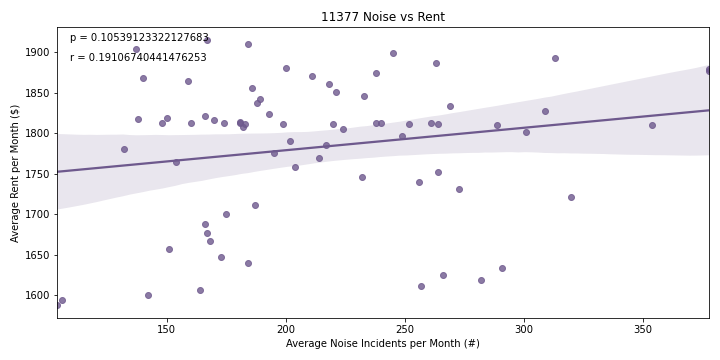 11377 Noise vs Rent
p = 0.10539123322127683
r = 0.19106740441476253
Average Rent per Month ($)
1900
1850
1800
1750
1700
1650
1600
150 200 250 300 350
Average Noise Incidents per Month (#)